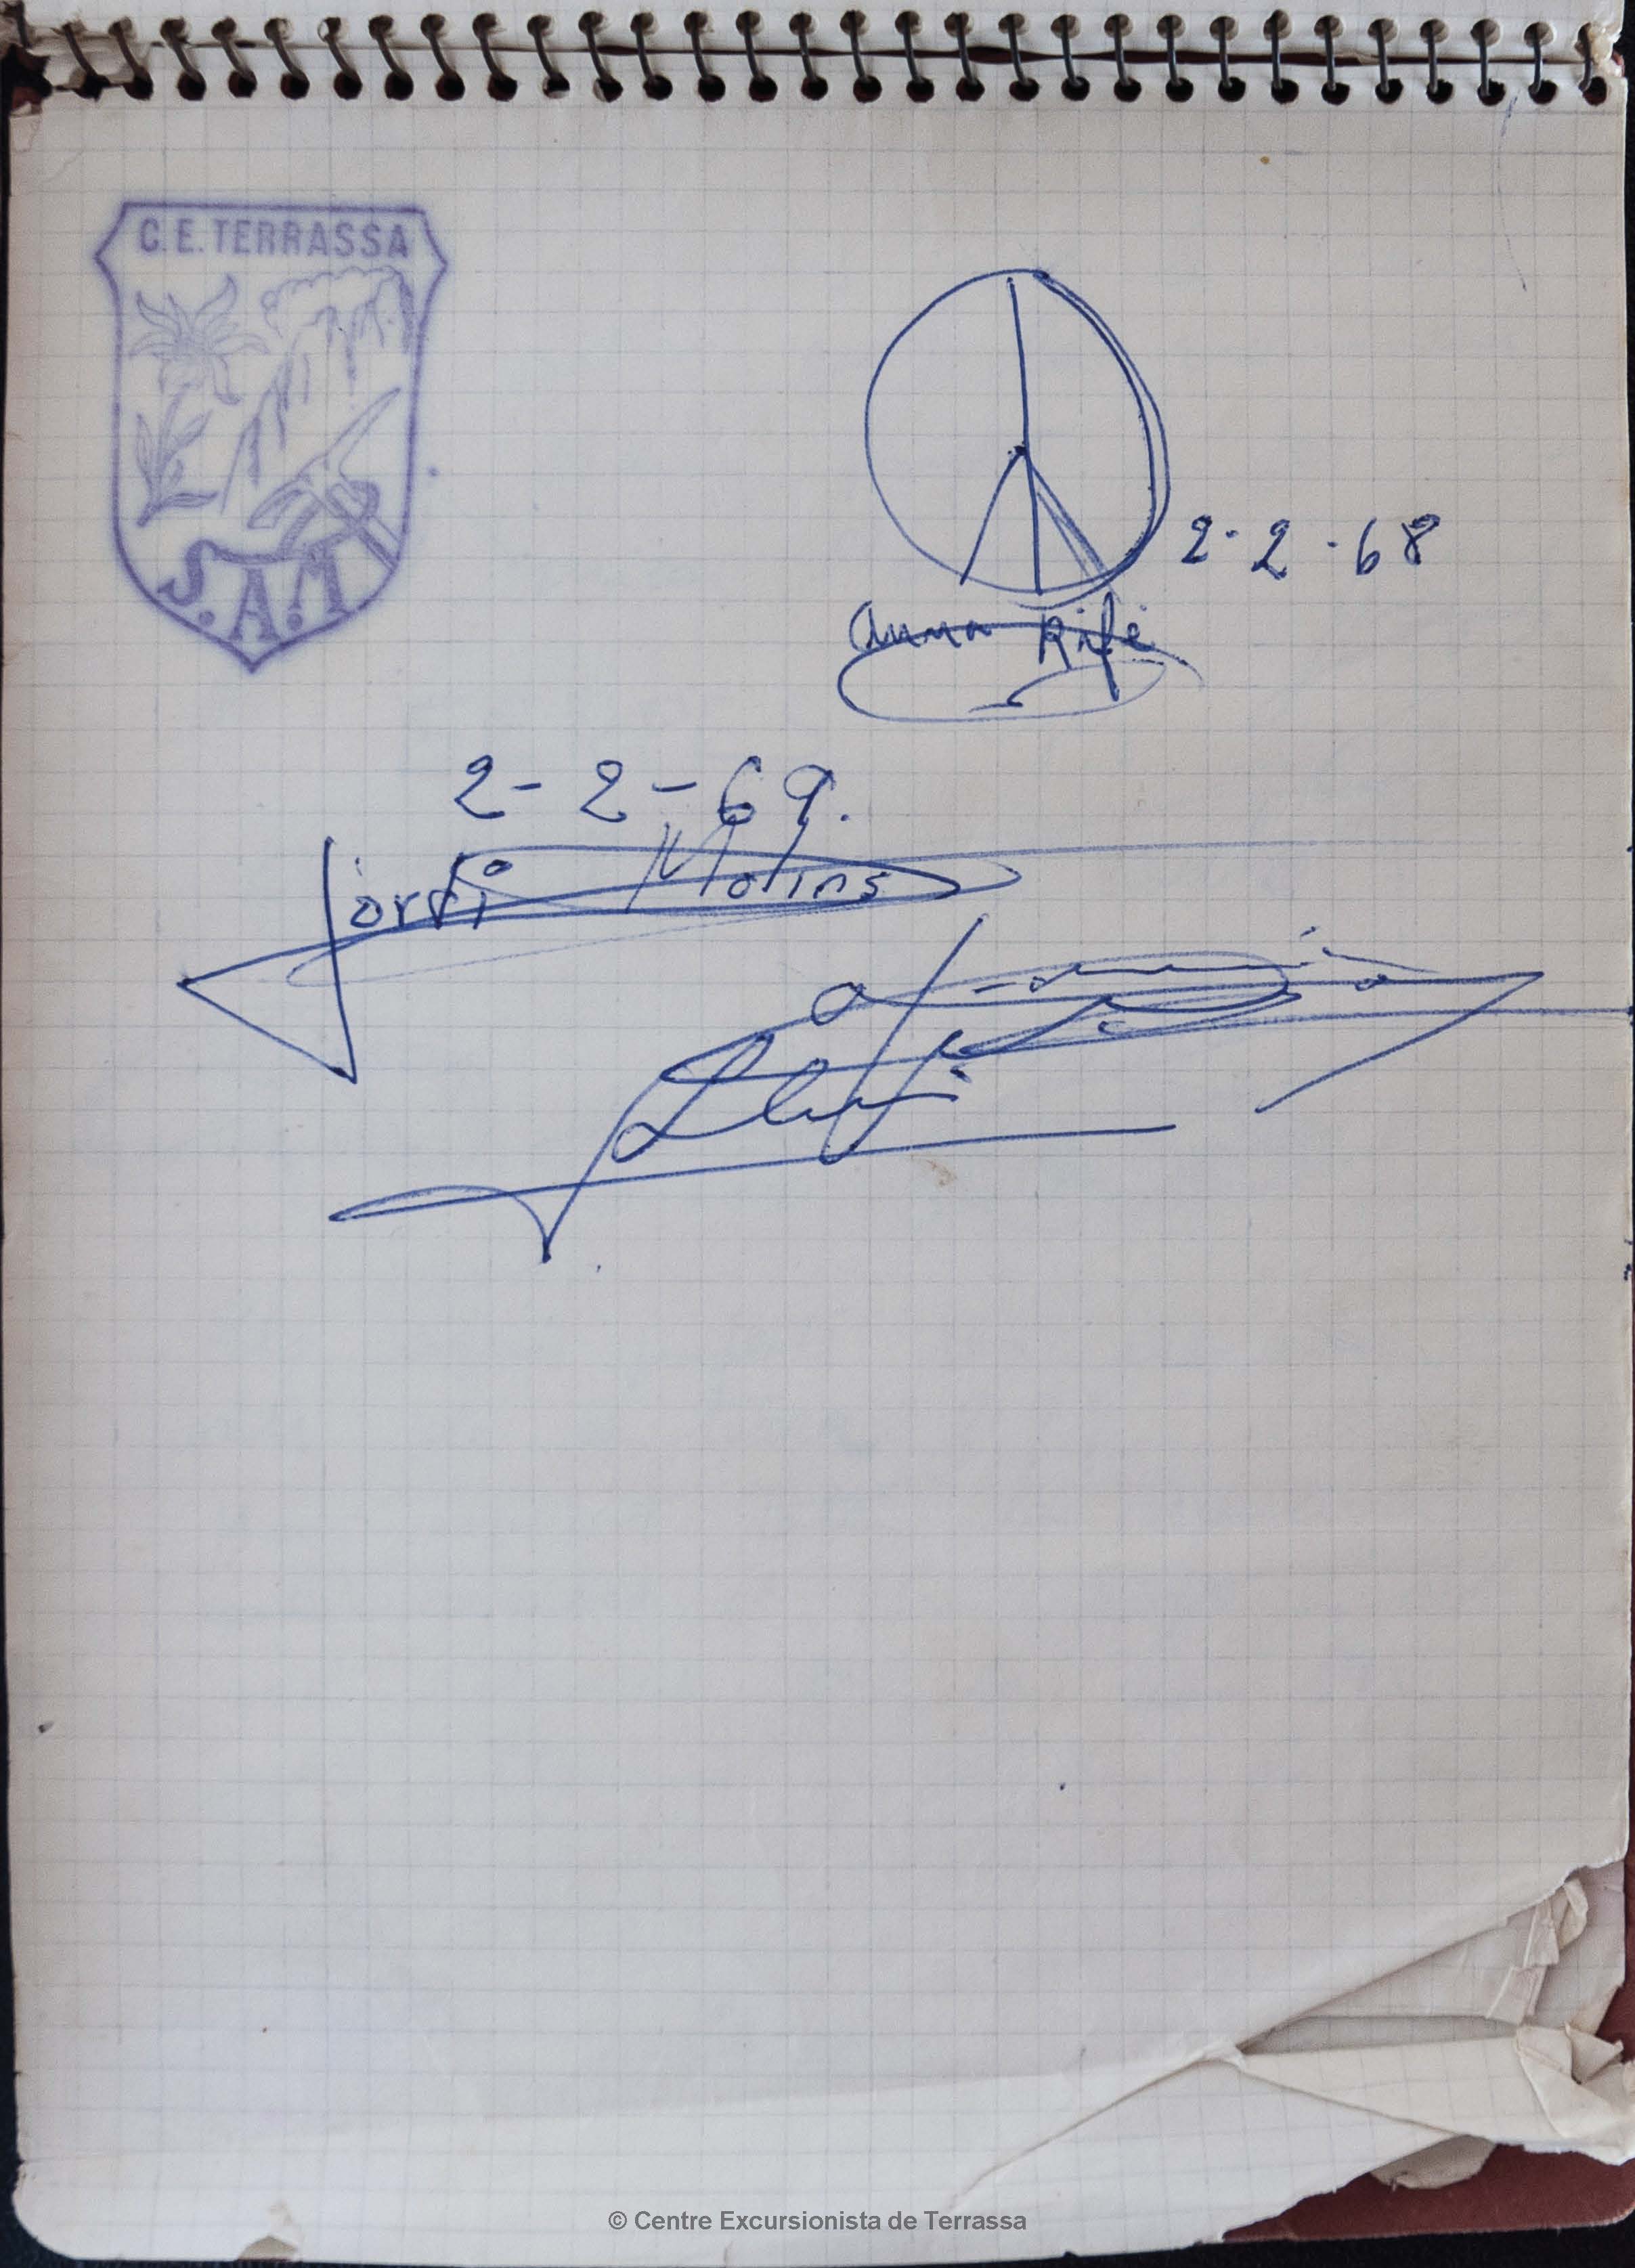 C. E. TERRASSA
S. A. M
2-2-68
Anna Rifé
2-2-69.
Jordi Molins
© Centre Excursionista de Terrassa